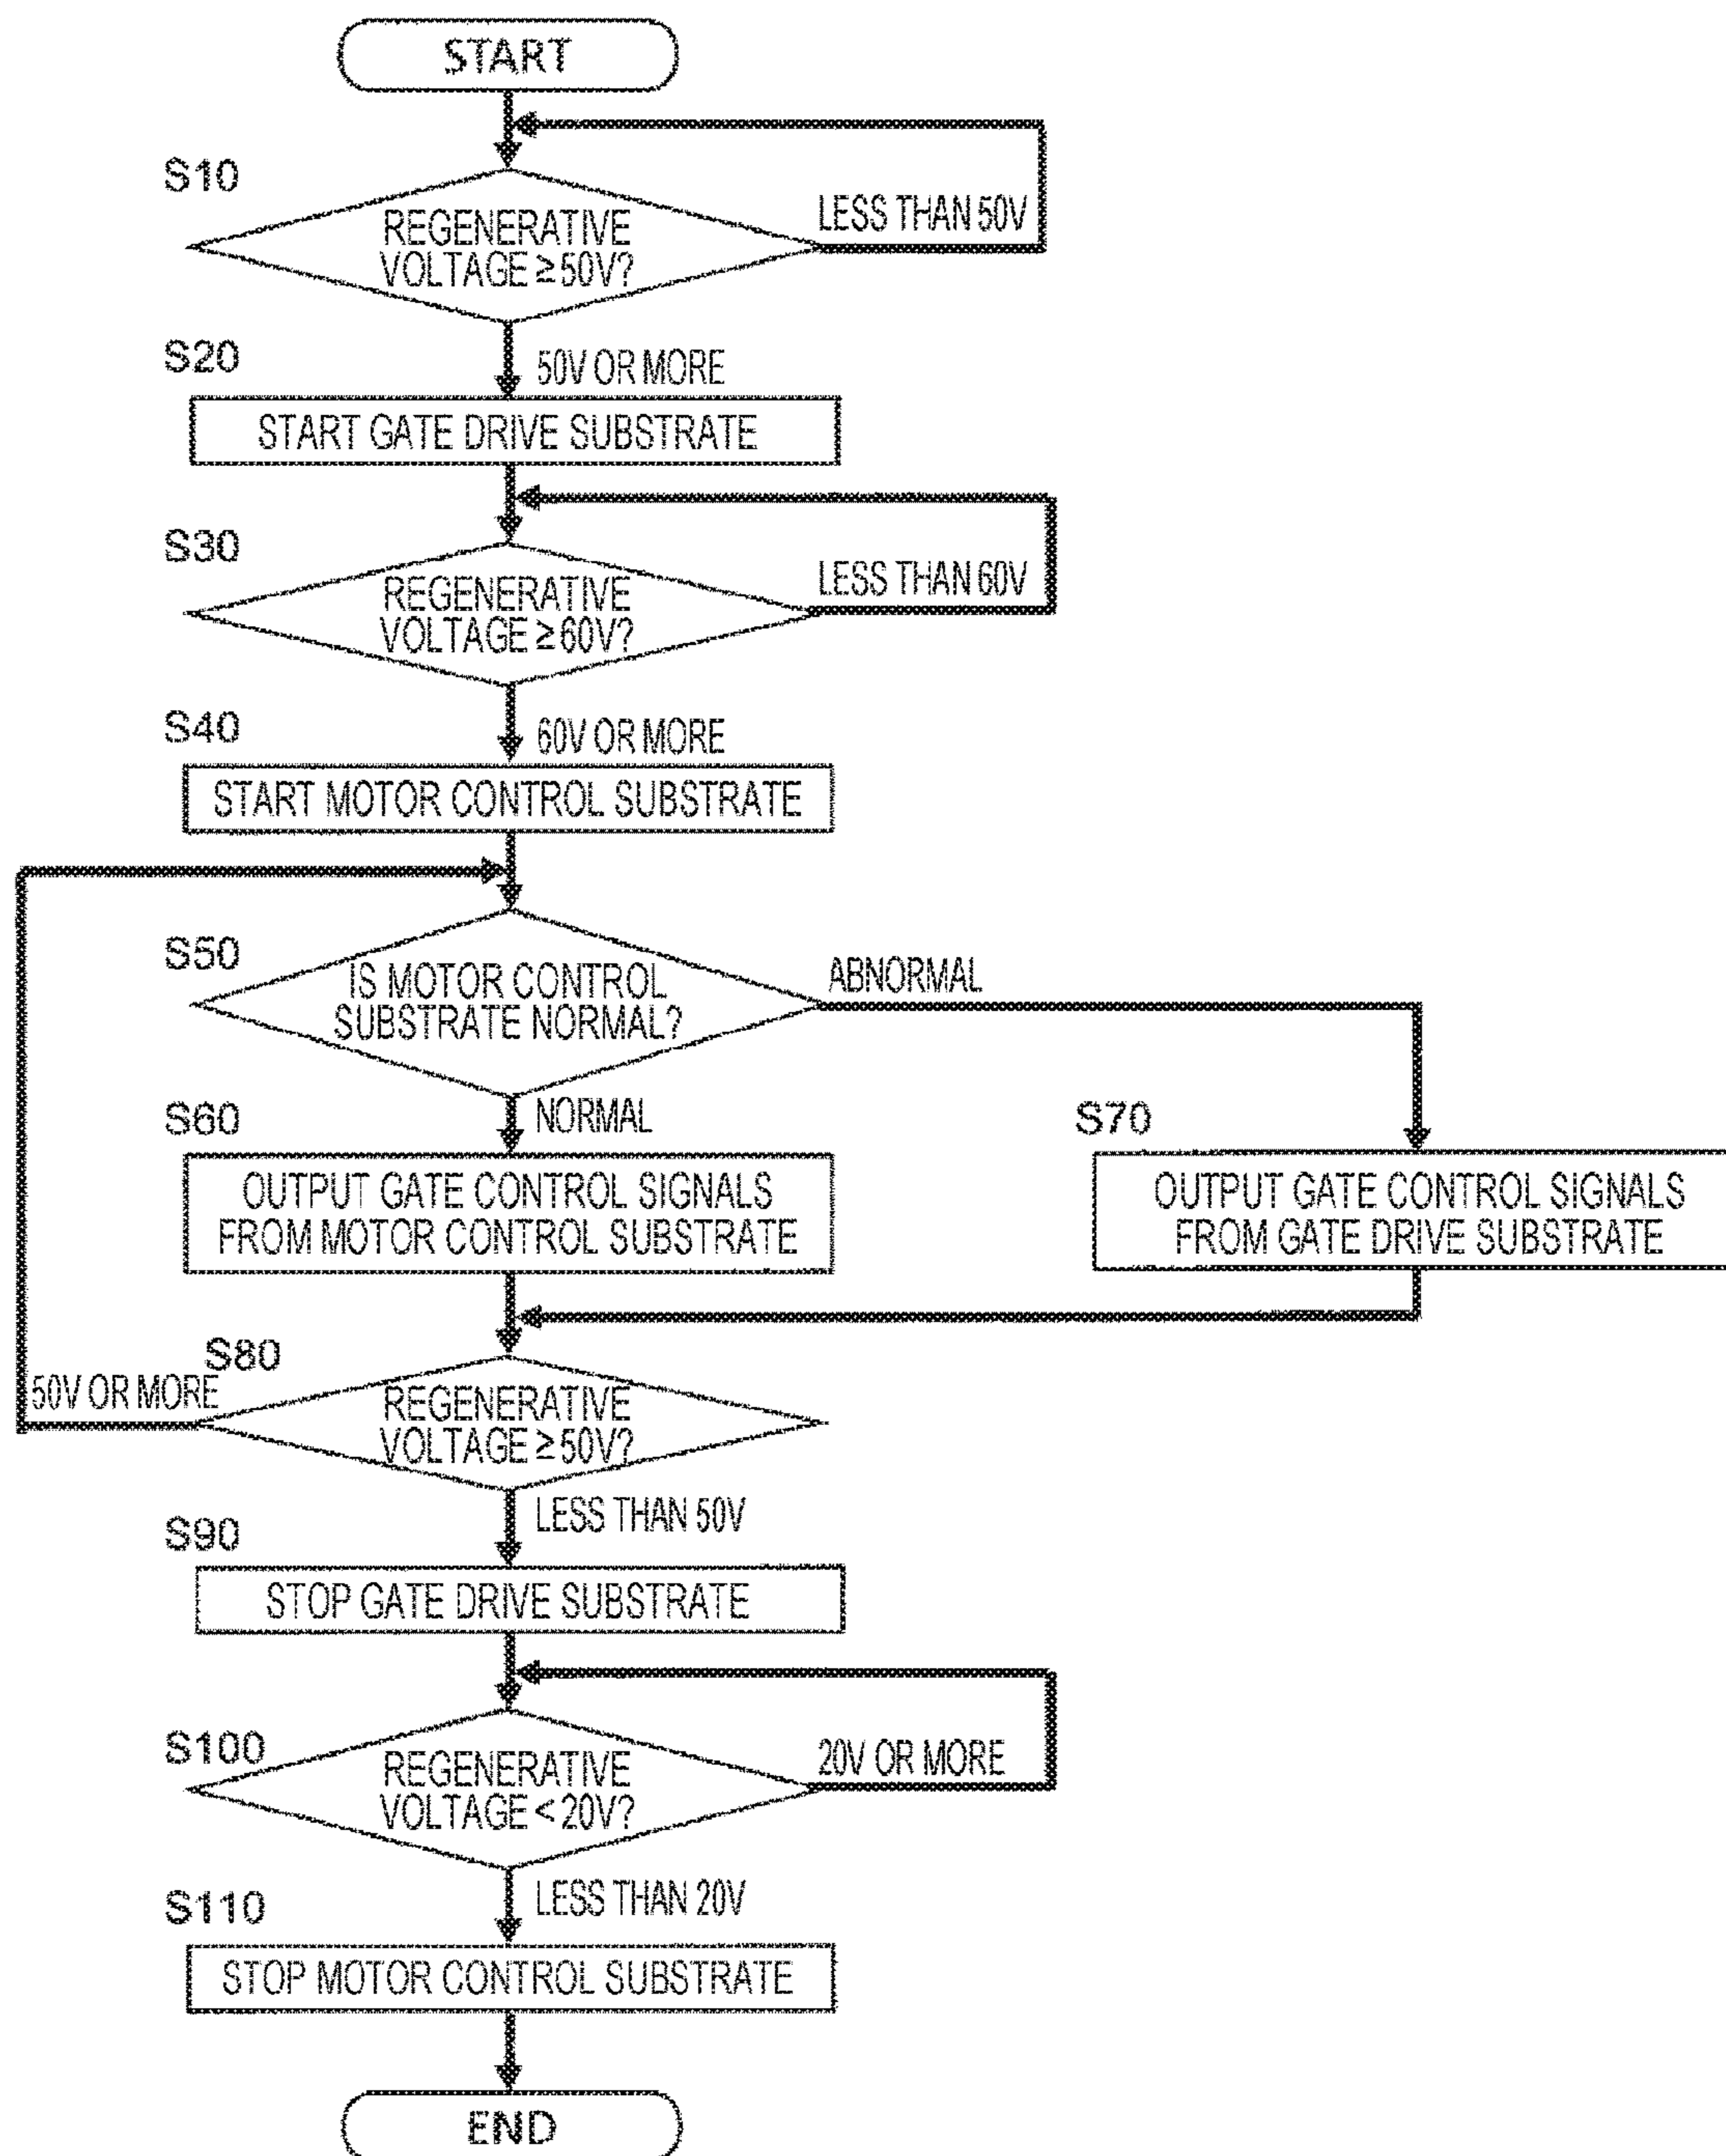 START
S10
REGENERATIVE
VOLTAGE ≥ 50V?
LESS THAN 50V
S20
50V OR MORE
START GATE DRIVE SUBSTRATE
S30
REGENERATIVE
VOLTAGE ≥ 60V?
LESS THAN 60V
S40
60V OR MORE
START MOTOR CONTROL SUBSTRATE
S50
IS MOTOR CONTROL
SUBSTRATE NORMAL?
ABNORMAL
S60
NORMAL
OUTPUT GATE CONTROL SIGNALS
FROM MOTOR CONTROL SUBSTRATE
S70
OUTPUT GATE CONTROL SIGNALS
FROM GATE DRIVE SUBSTRATE
S80
50V OR MORE
REGENERATIVE
VOLTAGE ≥ 50V?
LESS THAN 50V
S90
STOP GATE DRIVE SUBSTRATE
S100
REGENERATIVE
VOLTAGE < 20V?
20V OR MORE
S110
LESS THAN 20V
STOP MOTOR CONTROL SUBSTRATE
END